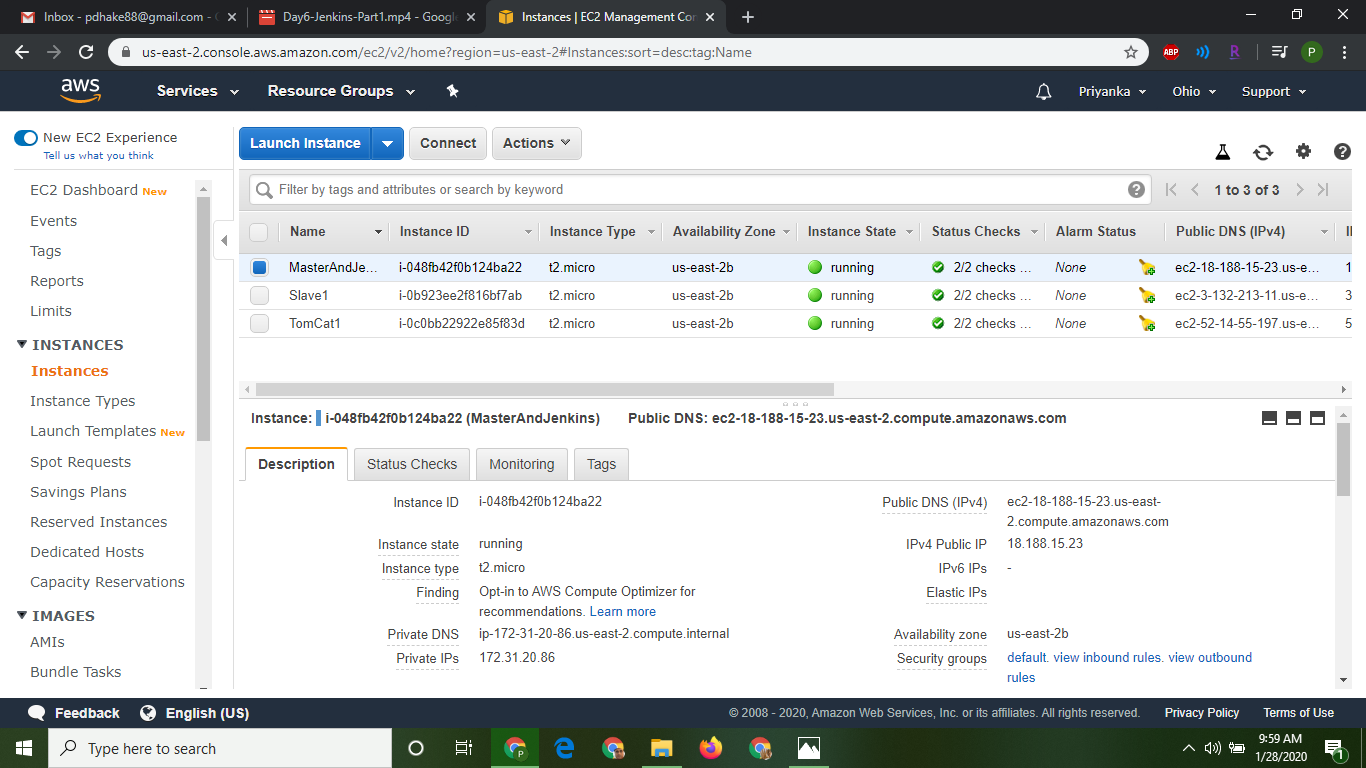 Inbox - pdhake88@gmail.com - G
Day6-Jenkins-Part1.mp4 - Google
Instances | EC2 Management Con
us-east-2.console.aws.amazon.com/ec2/v2/home?region=us-east-2#Instances:sort=desc:tag:Name
ABP
R
P
aws
Services
Resource Groups
Priyanka
Ohio
Support
New EC2 Experience
Tell us what you think
EC2 Dashboard New
Events
Tags
Reports
Limits
INSTANCES
Instances
Instance Types
Launch Templates New
Spot Requests
Savings Plans
Reserved Instances
Dedicated Hosts
Capacity Reservations
IMAGES
AMIs
Bundle Tasks
Launch Instance
Connect
Actions
Filter by tags and attributes or search by keyword
1 to 3 of 3
Name Instance ID Instance Type Availability Zone Instance State Status Checks Alarm Status Public DNS (IPv4)
MasterAndJe... i-048fb42f0b124ba22 t2.micro us-east-2b running 2/2 checks ... None ec2-18-188-15-23.us-e... 1
Slave1 i-0b923ee2f816bf7ab t2.micro us-east-2b running 2/2 checks ... None ec2-3-132-213-11.us-e... 3
TomCat1 i-0c0bb22922e85f83d t2.micro us-east-2b running 2/2 checks ... None ec2-52-14-55-197.us-e... 5
Instance: i-048fb42f0b124ba22 (MasterAndJenkins) Public DNS: ec2-18-188-15-23.us-east-2.compute.amazonaws.com
Description
Status Checks
Monitoring
Tags
Instance ID i-048fb42f0b124ba22
Instance state running
Instance type t2.micro
Finding Opt-in to AWS Compute Optimizer for
recommendations. Learn more
Private DNS ip-172-31-20-86.us-east-2.compute.internal
Private IPs 172.31.20.86
Public DNS (IPv4) ec2-18-188-15-23.us-east-
2.compute.amazonaws.com
IPv4 Public IP 18.188.15.23
IPv6 IPs -
Elastic IPs
Availability zone us-east-2b
Security groups default. view inbound rules. view outbound
rules
Feedback
English (US)
© 2008 - 2020, Amazon Web Services, Inc. or its affiliates. All rights reserved.
Privacy Policy
Terms of Use
Type here to search
9:59 AM
1/28/2020
1